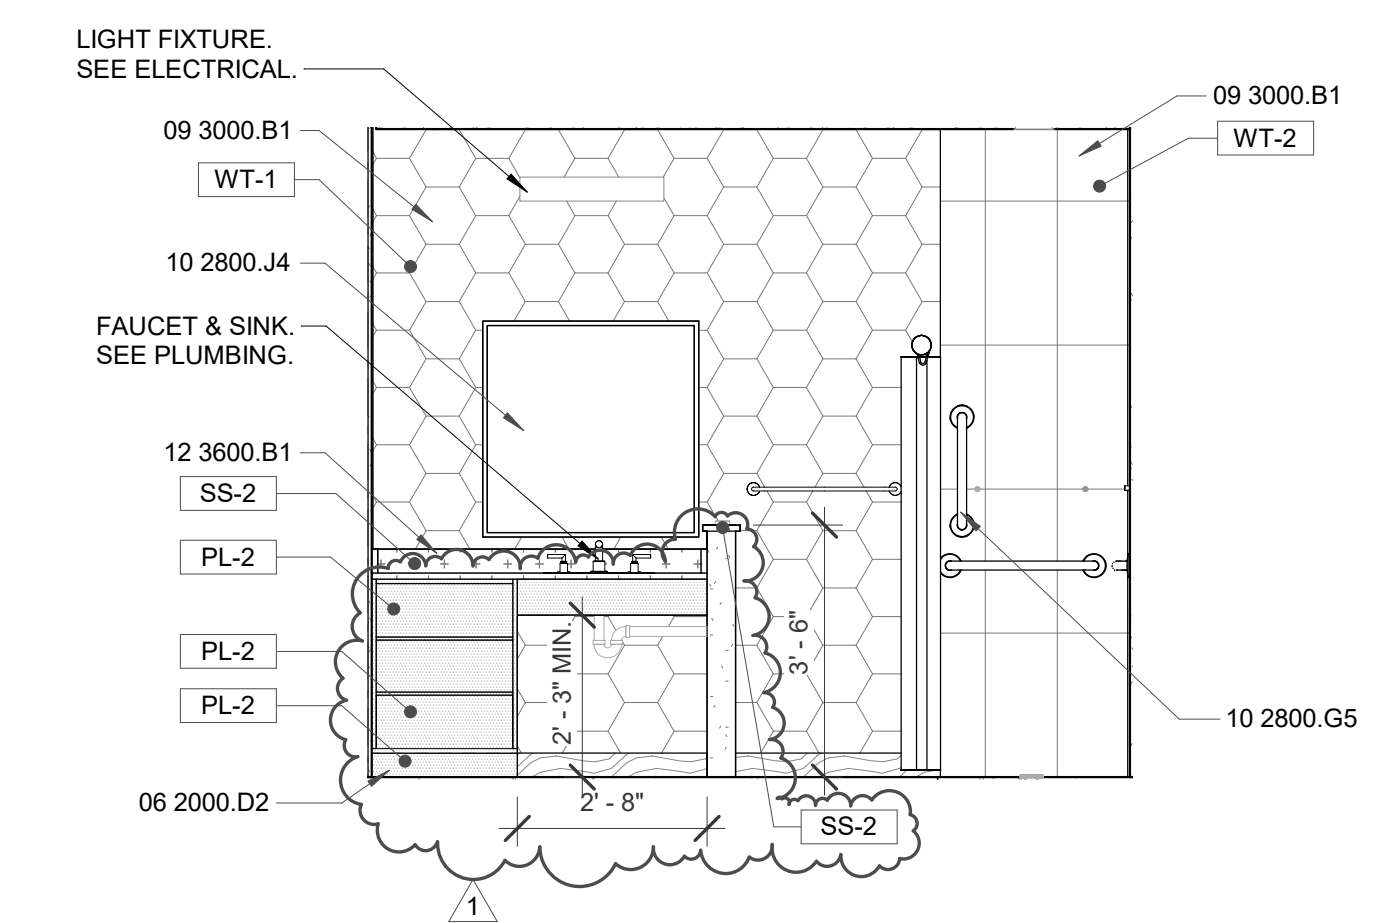 LIGHT FIXTURE.
SEE ELECTRICAL.
09 3000.B1
WT-1
10 2800.J4
FAUCET & SINK.
SEE PLUMBING.
12 3600.B1
SS-2
PL-2
PL-2
PL-2
06 2000.D2
09 3000.B1
WT-2
10 2800.G5
2' - 3" MIN.
3' - 6"
2' - 8"
SS-2
1